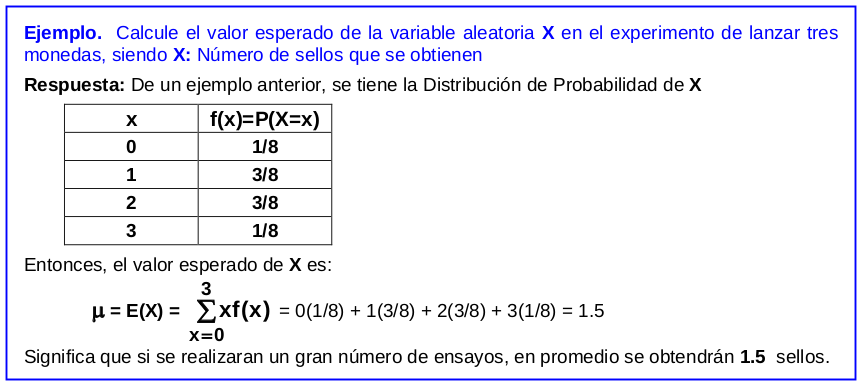 Ejemplo. Calcule el valor esperado de la variable aleatoria X en el experimento de lanzar tres
monedas, siendo X: Número de sellos que se obtienen
Respuesta: De un ejemplo anterior, se tiene la Distribución de Probabilidad de X
x f(x)=P(X=x)
0 1/8
1 3/8
2 3/8
3 1/8
Entonces, el valor esperado de X es:
3
μ = E(X) = ∑xf(x) = 0(1/8) + 1(3/8) + 2(3/8) + 3(1/8) = 1.5
x=0
Significa que si se realizaran un gran número de ensayos, en promedio se obtendrán 1.5 sellos.